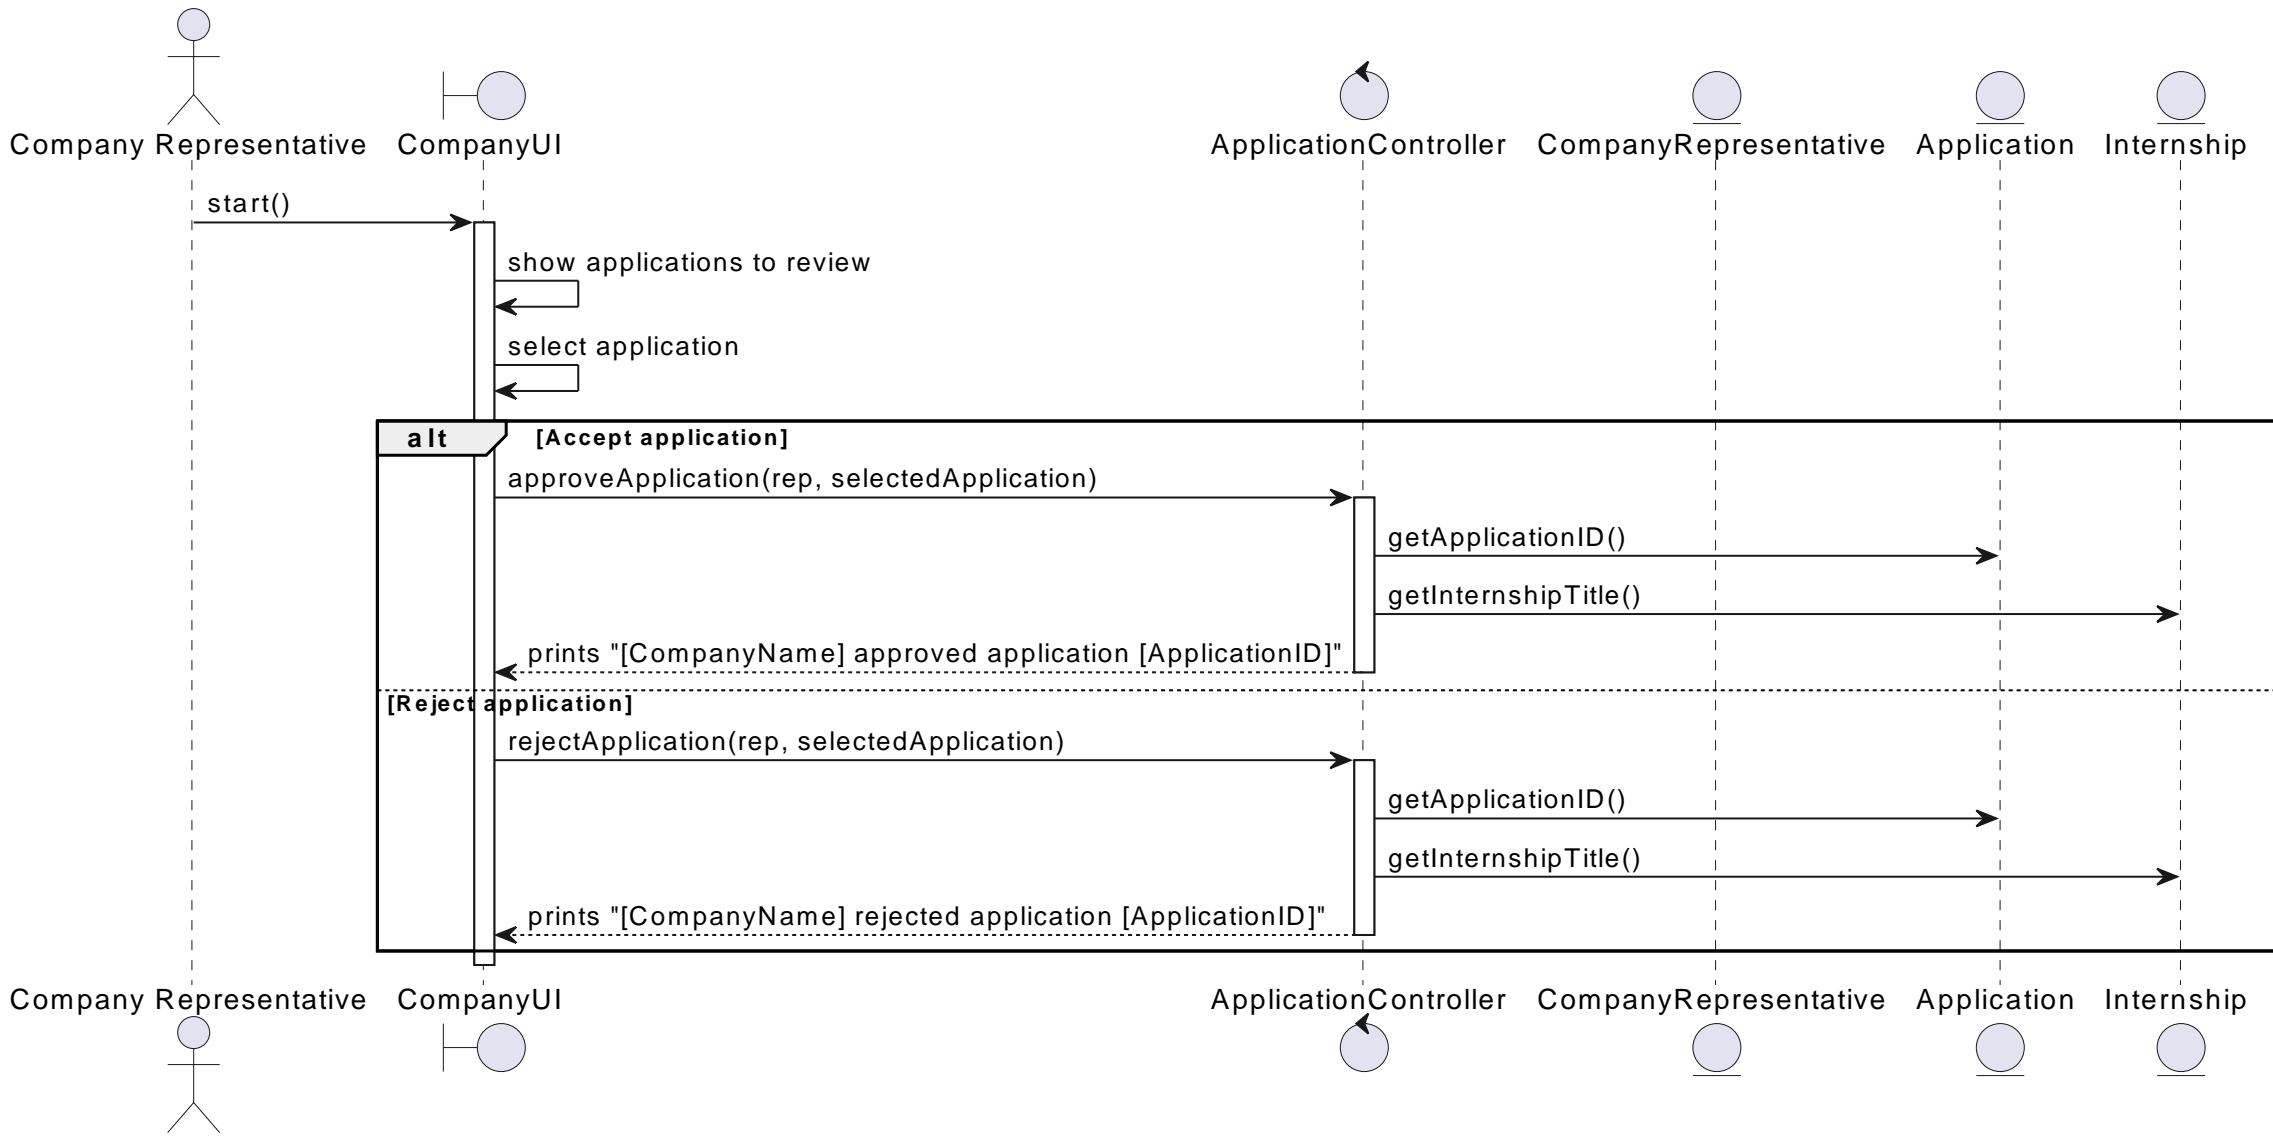 Company Representative CompanyUI ApplicationController CompanyRepresentative Application Internship
start()
show applications to review
select application
alt [Accept application]
approveApplication(rep, selectedApplication)
getApplicationID()
getInternshipTitle()
prints "[CompanyName] approved application [ApplicationID]"
[Reject application]
rejectApplication(rep, selectedApplication)
getApplicationID()
getInternshipTitle()
prints "[CompanyName] rejected application [ApplicationID]"
Company Representative CompanyUI ApplicationController CompanyRepresentative Application Internship